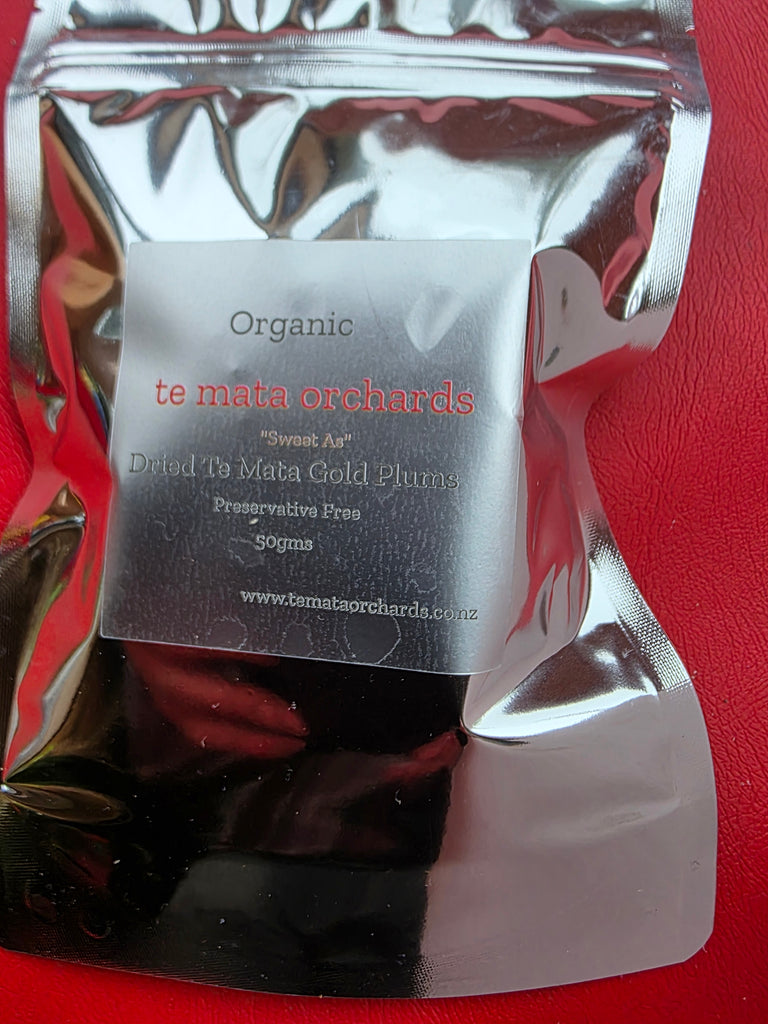 Organic
te mata orchards
"Sweet As"
Dried Te Mata Gold Plums
Preservative Free
50gms
www.temataorchards.co.nz